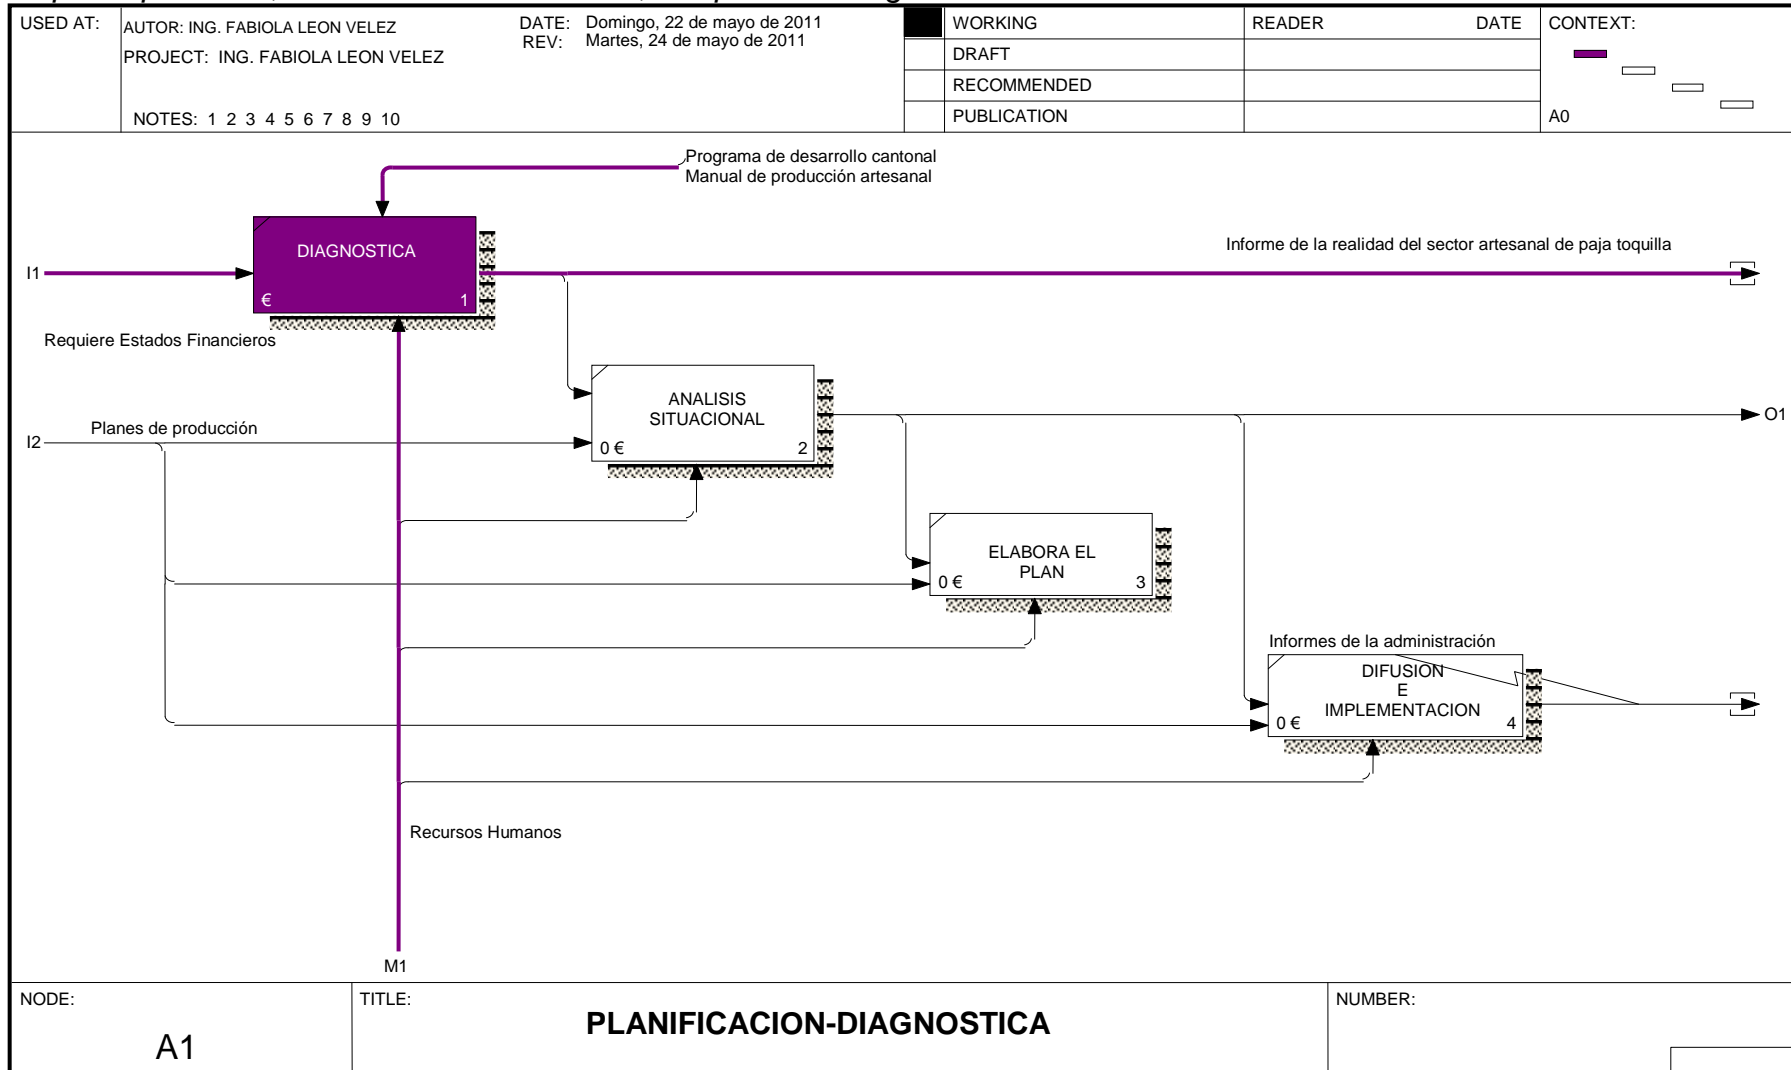 USED AT:
AUTOR: ING. FABIOLA LEON VELEZ
DATE: Domingo, 22 de mayo de 2011
REV: Martes, 24 de mayo de 2011
PROJECT: ING. FABIOLA LEON VELEZ
NOTES: 1 2 3 4 5 6 7 8 9 10
WORKING
DRAFT
RECOMMENDED
PUBLICATION
READER DATE
CONTEXT:
A0
Programa de desarrollo cantonal
Manual de producción artesanal
DIAGNOSTICA
€ 1
I1
Informe de la realidad del sector artesanal de paja toquilla
Requiere Estados Financieros
ANALISIS
SITUACIONAL
0 € 2
O1
Planes de producción
I2
ELABORA EL
PLAN
0 € 3
Informes de la administración
DIFUSION
E
IMPLEMENTACION
0 € 4
Recursos Humanos
M1
NODE:
A1
TITLE:
PLANIFICACION-DIAGNOSTICA
NUMBER: